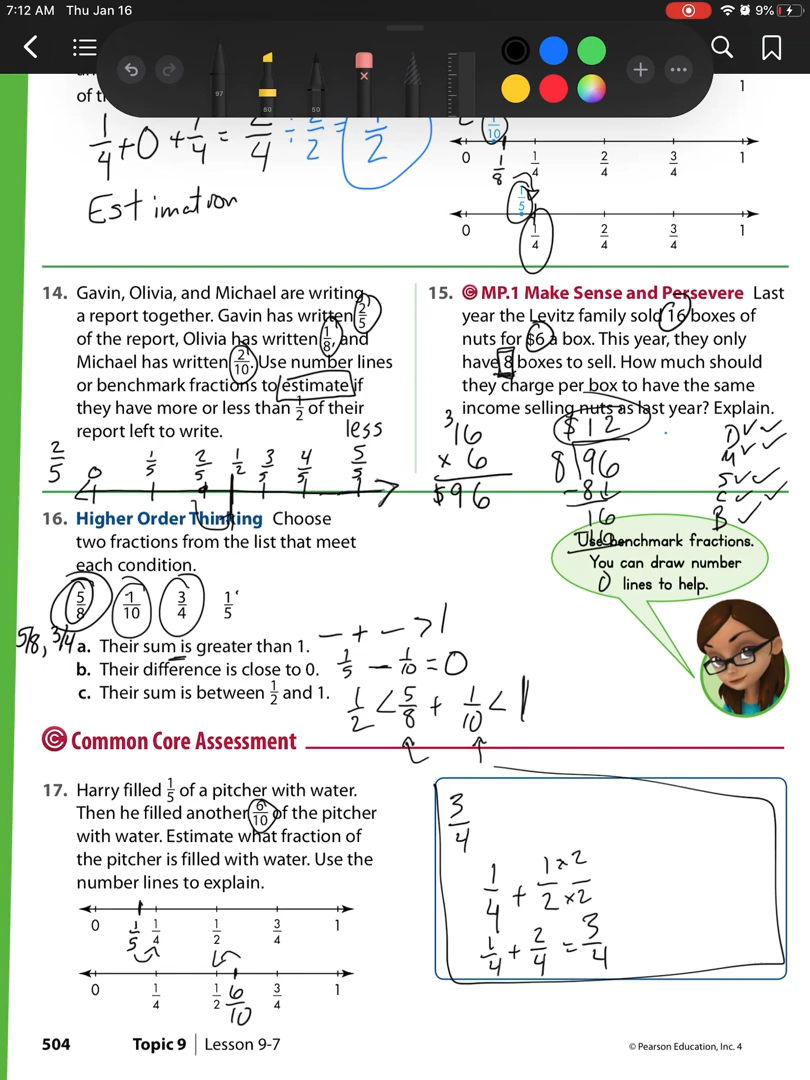 7:12 AM Thu Jan 16
9%
97
80
50
of t
1/4 + 0 + 1/4 = 2/4 ÷ 2/2 = 1/2
Estimation
1
1/10
0 1/8 1/4 2/4 3/4 1
1/5
0 1/4 2/4 3/4 1
14. Gavin, Olivia, and Michael are writing
a report together. Gavin has written 2/5
of the report, Olivia has written 1/8, and
Michael has written 2/10. Use number lines
or benchmark fractions to estimate if
they have more or less than 1/2 of their
report left to write.
less
2/5 0 1/5 2/5 1/2 3/5 4/5 5/5
15. MP.1 Make Sense and Persevere Last
year the Levitz family sold 16 boxes of
nuts for $6 a box. This year, they only
have 8 boxes to sell. How much should
they charge per box to have the same
income selling nuts as last year? Explain.
3
16
x 6
$96
$12
8 96
-8
16
0
D
M
S
C
B
16. Higher Order Thinking Choose
two fractions from the list that meet
each condition.
5/8 1/10 3/4 1/5
5/8, 3/4 a. Their sum is greater than 1. — + — > 1
b. Their difference is close to 0. 1/5 — 1/10 = 0
c. Their sum is between 1/2 and 1. 1/2 < 5/8 + 1/10 < 1
Use benchmark fractions.
You can draw number
lines to help.
Common Core Assessment
17. Harry filled 1/5 of a pitcher with water.
Then he filled another 6/10 of the pitcher
with water. Estimate what fraction of
the pitcher is filled with water. Use the
number lines to explain.
0 1/5 1/4 1/2 3/4 1
0 1/4 1/2 6/10 3/4 1
3/4
1/4 + 1/2 x2/x2
1/4 + 2/4 = 3/4
504 Topic 9 Lesson 9-7
© Pearson Education, Inc. 4